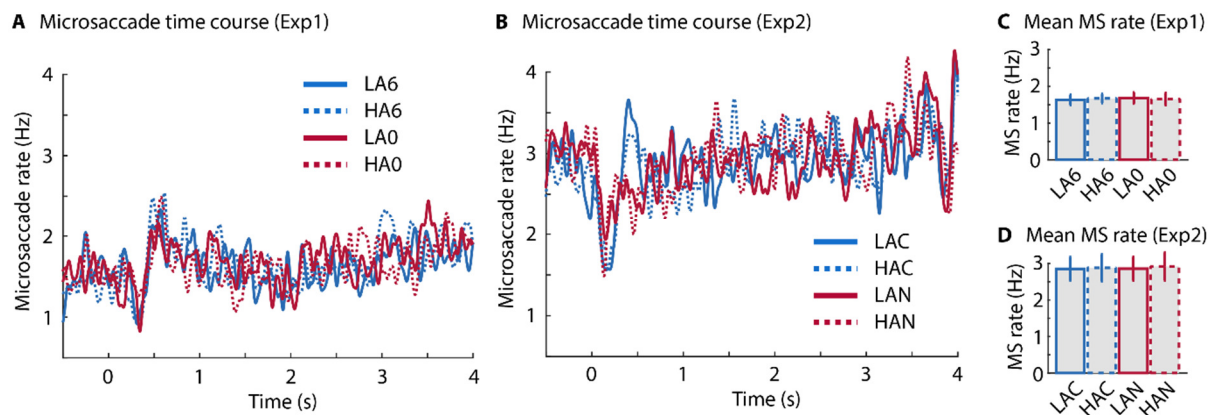 A Microsaccade time course (Exp1)
Microsaccade rate (Hz)
4
3
2
1
LA6
HA6
LA0
HA0
0 1 2 3 4
Time (s)
B Microsaccade time course (Exp2)
Microsaccade rate (Hz)
4
3
2
1
LAC
HAC
LAN
HAN
0 1 2 3 4
Time (s)
C Mean MS rate (Exp1)
MS rate (Hz)
3
2
1
0
LA6 HA6 LA0 HA0
D Mean MS rate (Exp2)
MS rate (Hz)
3
2
1
0
LAC HAC LAN HAN